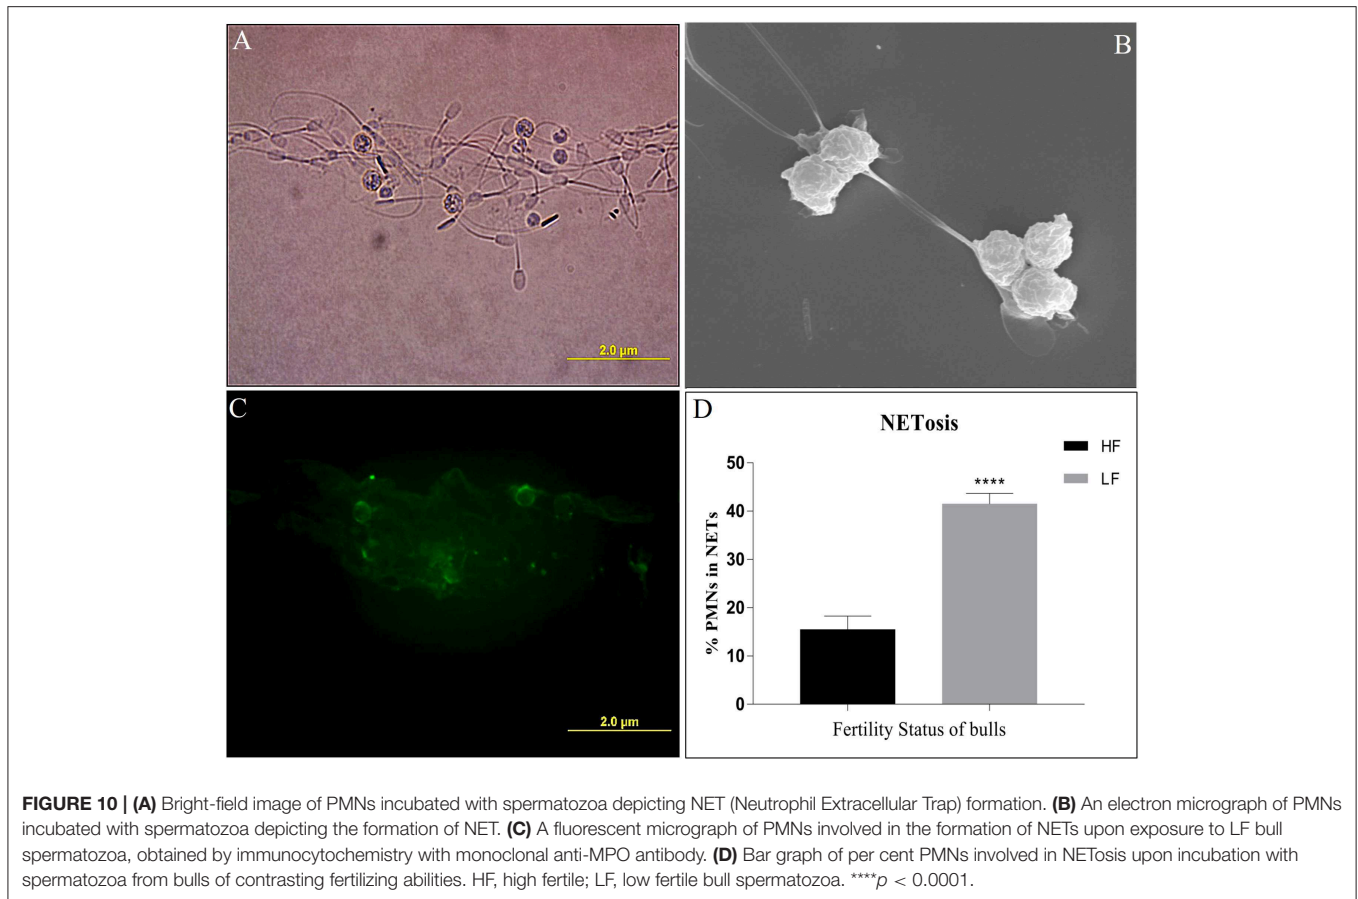 A
2.0 µm
B
C
2.0 µm
D
NETosis
HF
LF
****
50
40
30
20
10
0
% PMNs in NETs
Fertility Status of bulls
FIGURE 10 | (A) Bright-field image of PMNs incubated with spermatozoa depicting NET (Neutrophil Extracellular Trap) formation. (B) An electron micrograph of PMNs
incubated with spermatozoa depicting the formation of NET. (C) A fluorescent micrograph of PMNs involved in the formation of NETs upon exposure to LF bull
spermatozoa, obtained by immunocytochemistry with monoclonal anti-MPO antibody. (D) Bar graph of per cent PMNs involved in NETosis upon incubation with
spermatozoa from bulls of contrasting fertilizing abilities. HF, high fertile; LF, low fertile bull spermatozoa. ****p < 0.0001.